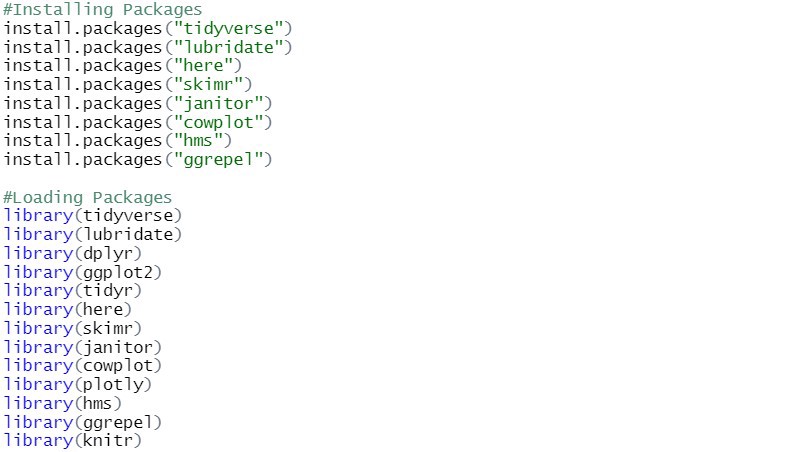 #Installing Packages
install.packages("tidyverse")
install.packages("lubridate")
install.packages("here")
install.packages("skimr")
install.packages("janitor")
install.packages("cowplot")
install.packages("hms")
install.packages("ggrepel")
#Loading Packages
library(tidyverse)
library(lubridate)
library(dplyr)
library(ggplot2)
library(tidyr)
library(here)
library(skimr)
library(janitor)
library(cowplot)
library(plotly)
library(hms)
library(ggrepel)
library(knitr)